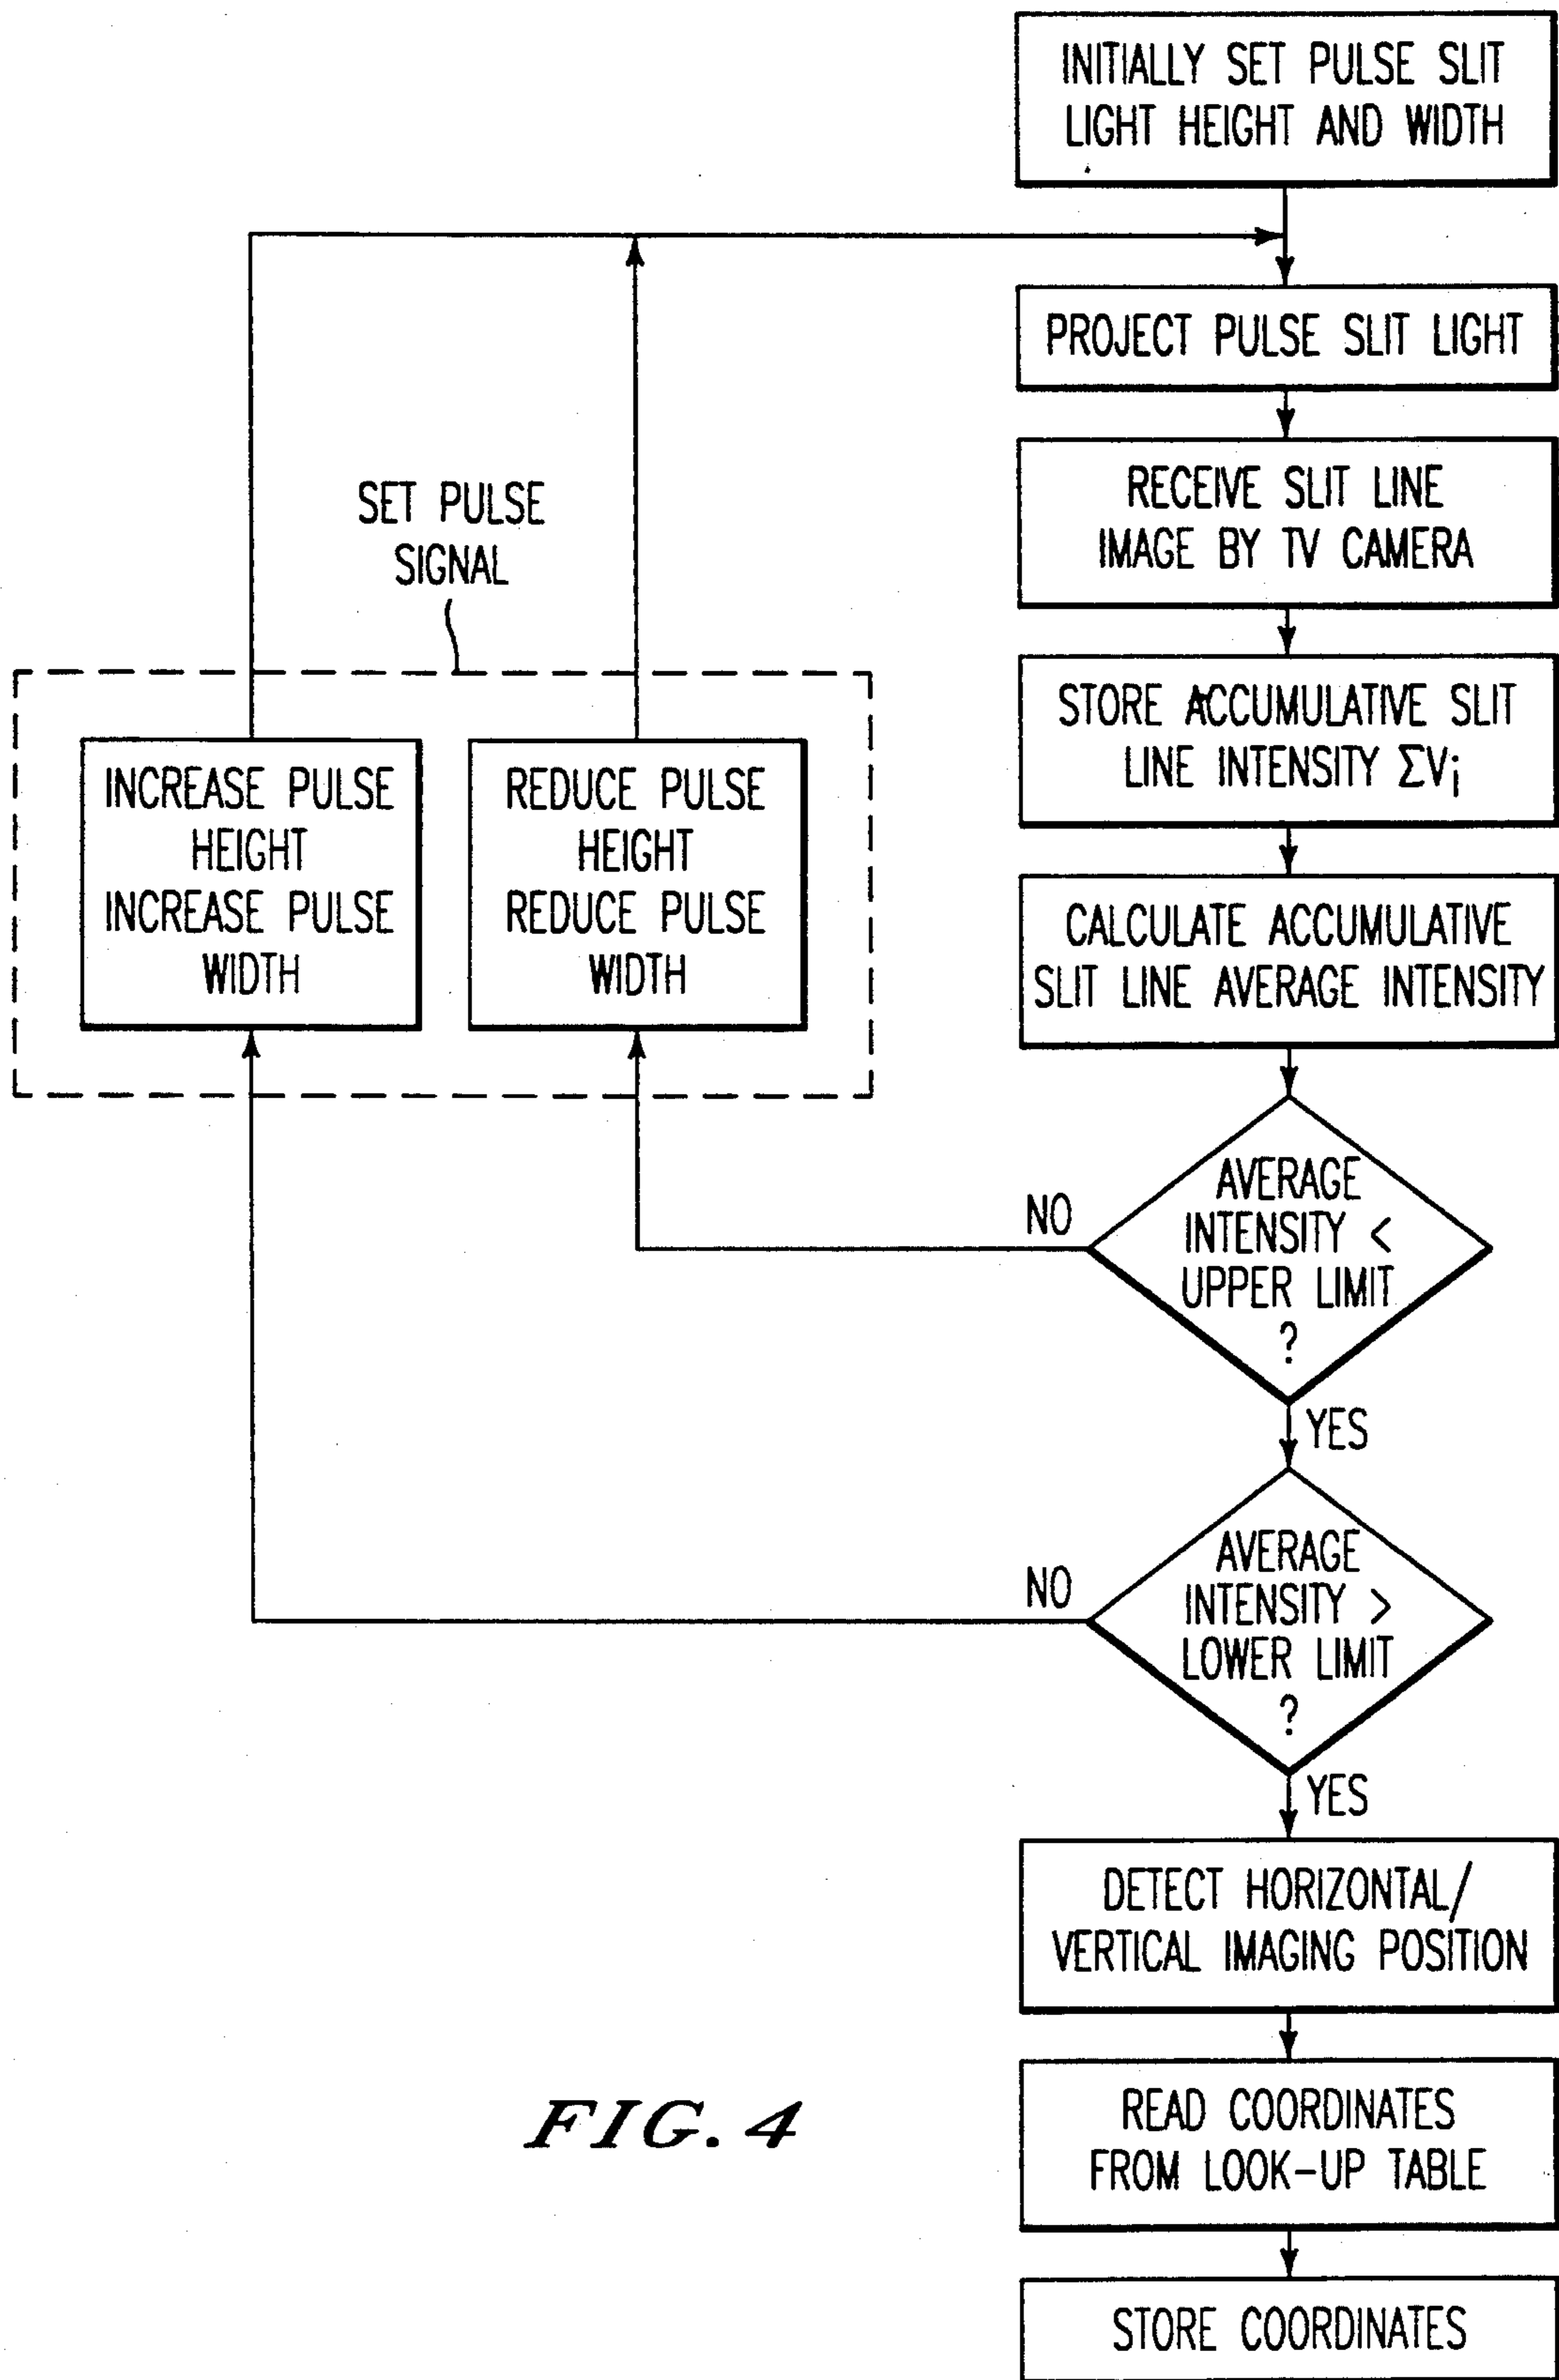 INITIALLY SET PULSE SLIT
LIGHT HEIGHT AND WIDTH
PROJECT PULSE SLIT LIGHT
RECEIVE SLIT LINE
IMAGE BY TV CAMERA
SET PULSE
SIGNAL
STORE ACCUMULATIVE SLIT
LINE INTENSITY ΣVi
INCREASE PULSE
HEIGHT
INCREASE PULSE
WIDTH
REDUCE PULSE
HEIGHT
REDUCE PULSE
WIDTH
CALCULATE ACCUMULATIVE
SLIT LINE AVERAGE INTENSITY
AVERAGE
INTENSITY <
UPPER LIMIT
?
NO
YES
AVERAGE
INTENSITY >
LOWER LIMIT
?
NO
YES
DETECT HORIZONTAL/
VERTICAL IMAGING POSITION
READ COORDINATES
FROM LOOK-UP TABLE
STORE COORDINATES
FIG. 4